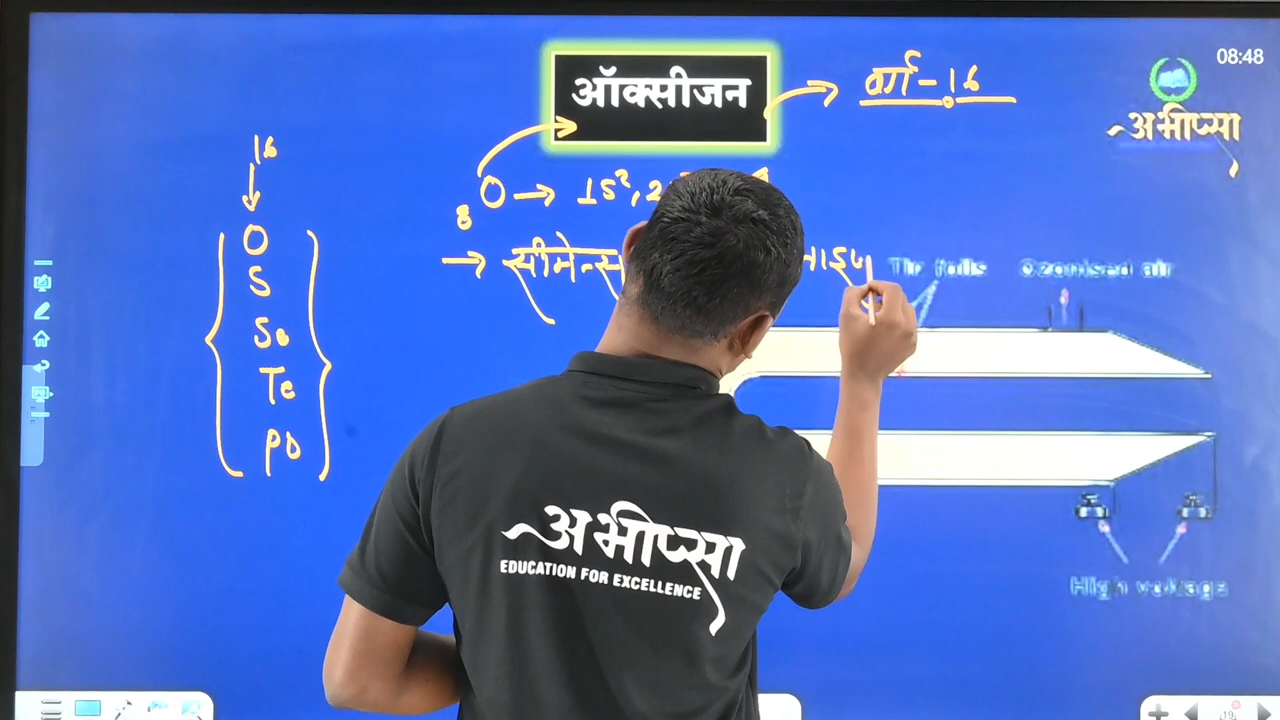 08:48
ऑक्सीजन
वर्ग-16
अभीप्सा
16
O
S
Se
Te
Po
8 O → 1s², 2
→ सीमेन्स
Tin foils
Ozonised air
High voltage
अभीप्सा
EDUCATION FOR EXCELLENCE
19